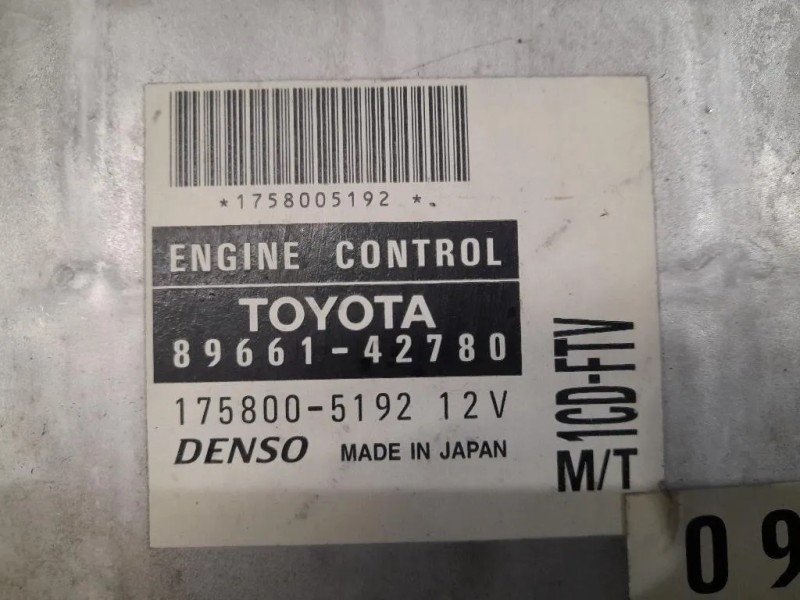 *1758005192 *
ENGINE CONTROL
TOYOTA
89661-42780
175800-5192 12V
DENSO MADE IN JAPAN
1CD-FTV
M/T
09